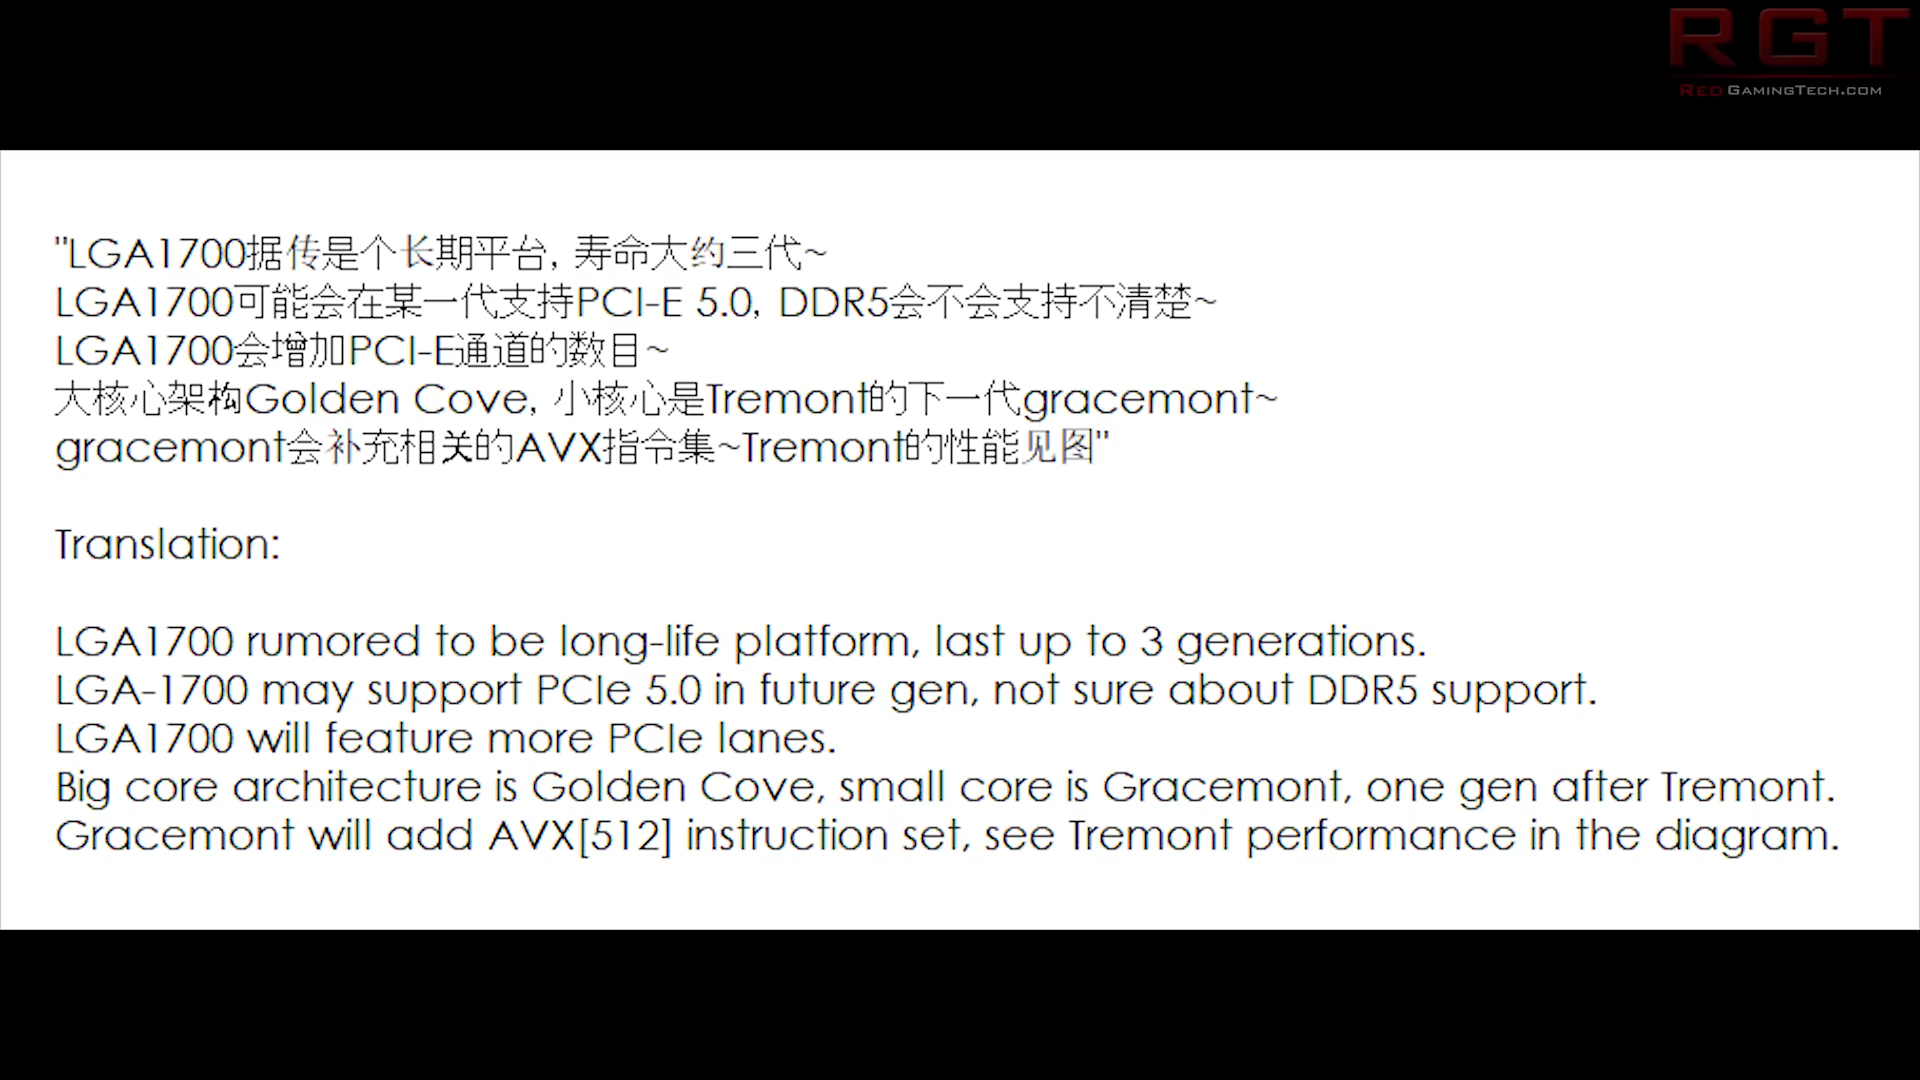 RGT
RedGamingTech.com
"LGA1700据传是个长期平台, 寿命大约三代~
LGA1700可能会在某一代支持PCI-E 5.0, DDR5会不会支持不清楚~
LGA1700会增加PCI-E通道的数目~
大核心架构Golden Cove, 小核心是Tremont的下一代gracemont~
gracemont会补充相关的AVX指令集~Tremont的性能见图"
Translation:
LGA1700 rumored to be long-life platform, last up to 3 generations.
LGA-1700 may support PCIe 5.0 in future gen, not sure about DDR5 support.
LGA1700 will feature more PCIe lanes.
Big core architecture is Golden Cove, small core is Gracemont, one gen after Tremont.
Gracemont will add AVX[512] instruction set, see Tremont performance in the diagram.